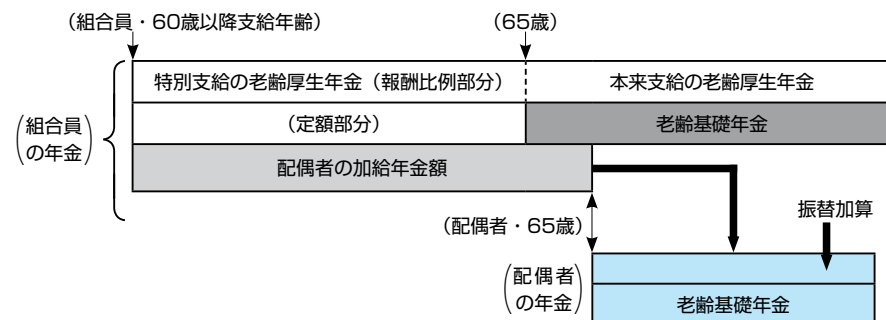 （組合員・60歳以降支給年齢）
（65歳）
特別支給の老齢厚生年金（報酬比例部分）
本来支給の老齢厚生年金
（定額部分）
老齢基礎年金
組合員
の年金
配偶者の加給年金額
（配偶者・65歳）
振替加算
配偶者
の年金
老齢基礎年金